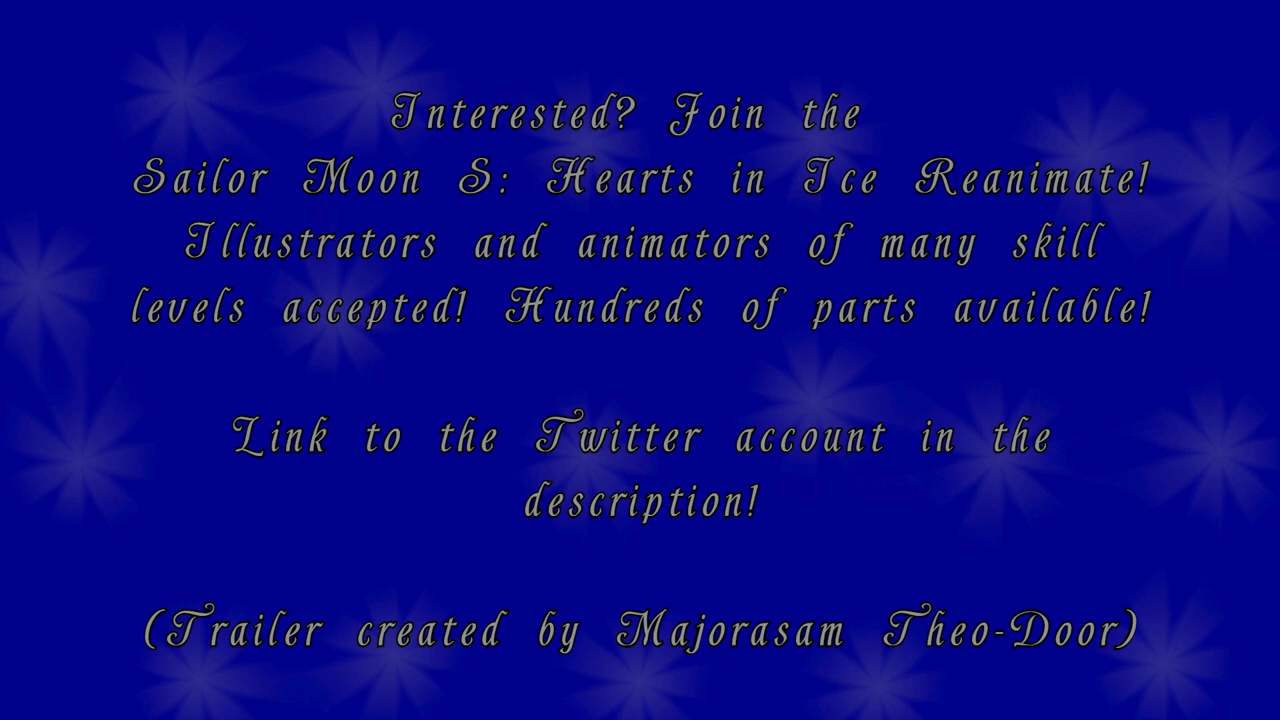 Interested? Join the
Sailor Moon S: Hearts in Ice Reanimate!
Illustrators and animators of many skill
levels accepted! Hundreds of parts available!
Link to the Twitter account in the
description!
(Trailer created by Majorasam Theo-Door)